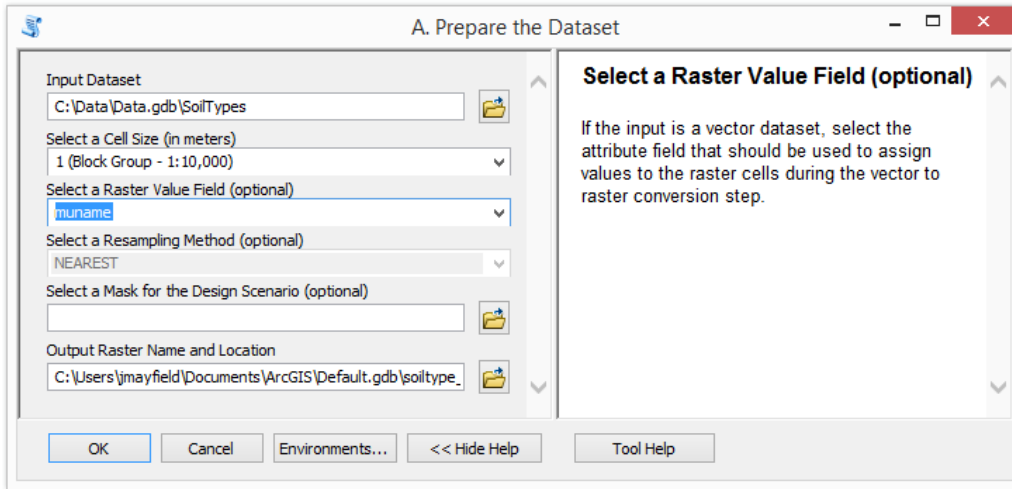 A. Prepare the Dataset
Input Dataset
C:\Data\Data.gdb\SoilTypes
Select a Cell Size (in meters)
1 (Block Group - 1:10,000)
Select a Raster Value Field (optional)
muname
Select a Resampling Method (optional)
NEAREST
Select a Mask for the Design Scenario (optional)
Output Raster Name and Location
C:\Users\jmayfield\Documents\ArcGIS\Default.gdb\soiltype_
Select a Raster Value Field (optional)
If the input is a vector dataset, select the
attribute field that should be used to assign
values to the raster cells during the vector to
raster conversion step.
OK
Cancel
Environments...
<< Hide Help
Tool Help